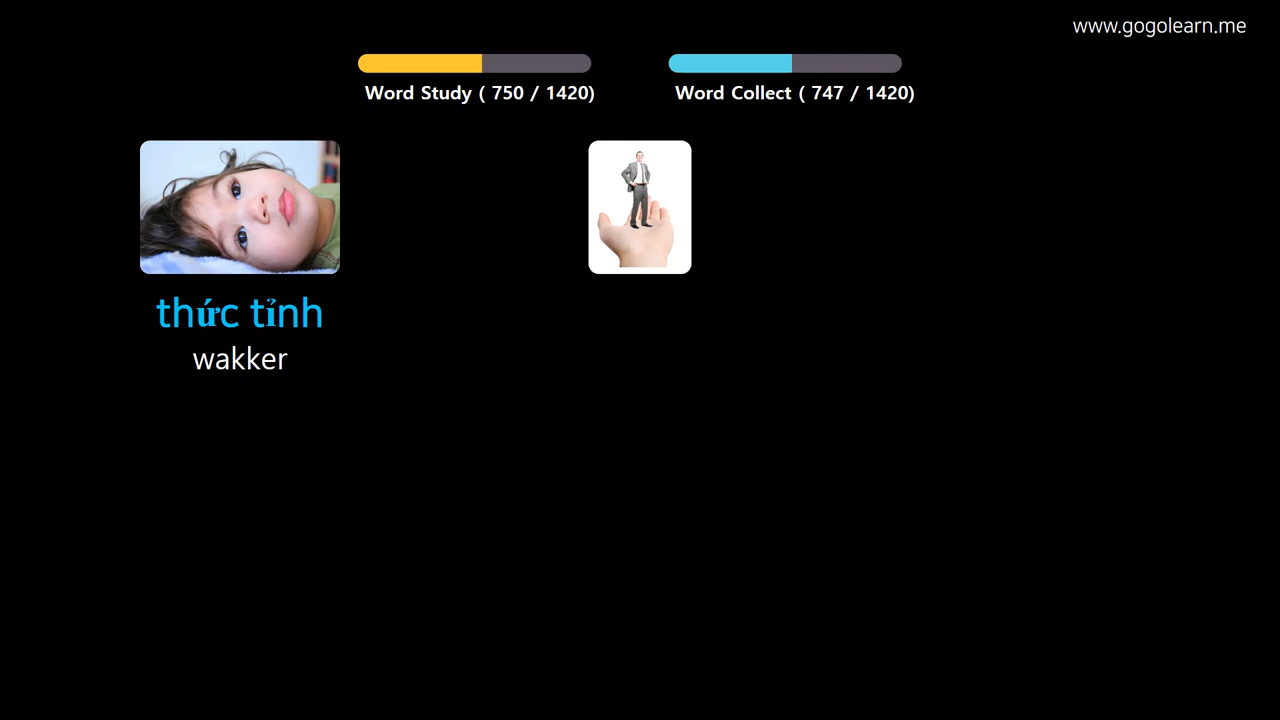 www.gogolearn.me
Word Study ( 750 / 1420)
Word Collect ( 747 / 1420)
thức tỉnh
wakker